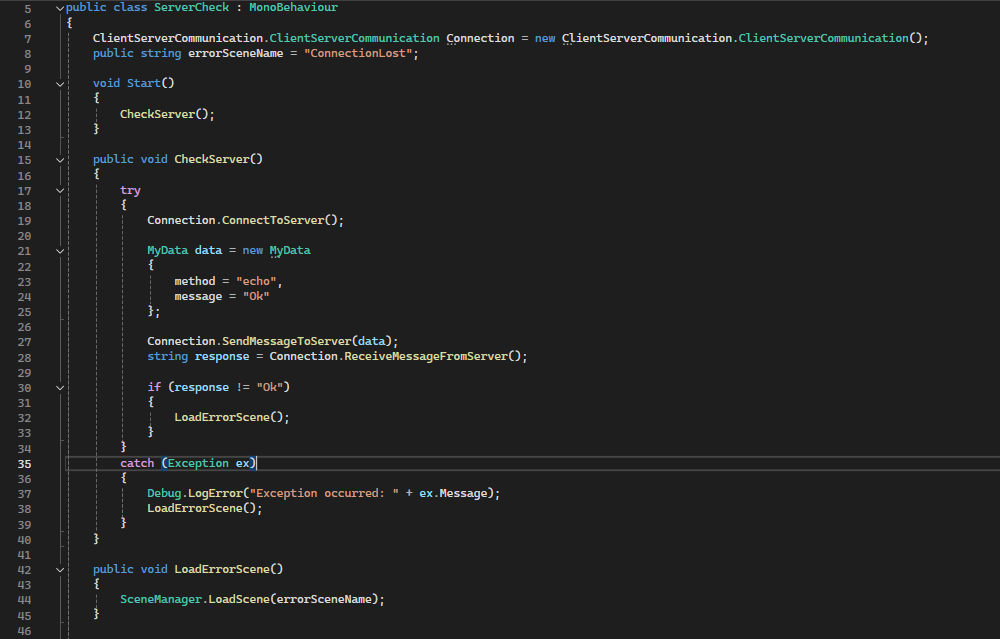 5 public class ServerCheck : MonoBehaviour
6 {
7 ClientServerCommunication.ClientServerCommunication Connection = new ClientServerCommunication.ClientServerCommunication();
8 public string errorSceneName = "ConnectionLost";
9
10 void Start()
11 {
12 CheckServer();
13 }
14
15 public void CheckServer()
16 {
17 try
18 {
19 Connection.ConnectToServer();
20
21 MyData data = new MyData
22 {
23 method = "echo",
24 message = "Ok"
25 };
26
27 Connection.SendMessageToServer(data);
28 string response = Connection.ReceiveMessageFromServer();
29
30 if (response != "Ok")
31 {
32 LoadErrorScene();
33 }
34 }
35 catch (Exception ex)
36 {
37 Debug.LogError("Exception occurred: " + ex.Message);
38 LoadErrorScene();
39 }
40 }
41
42 public void LoadErrorScene()
43 {
44 SceneManager.LoadScene(errorSceneName);
45 }
46